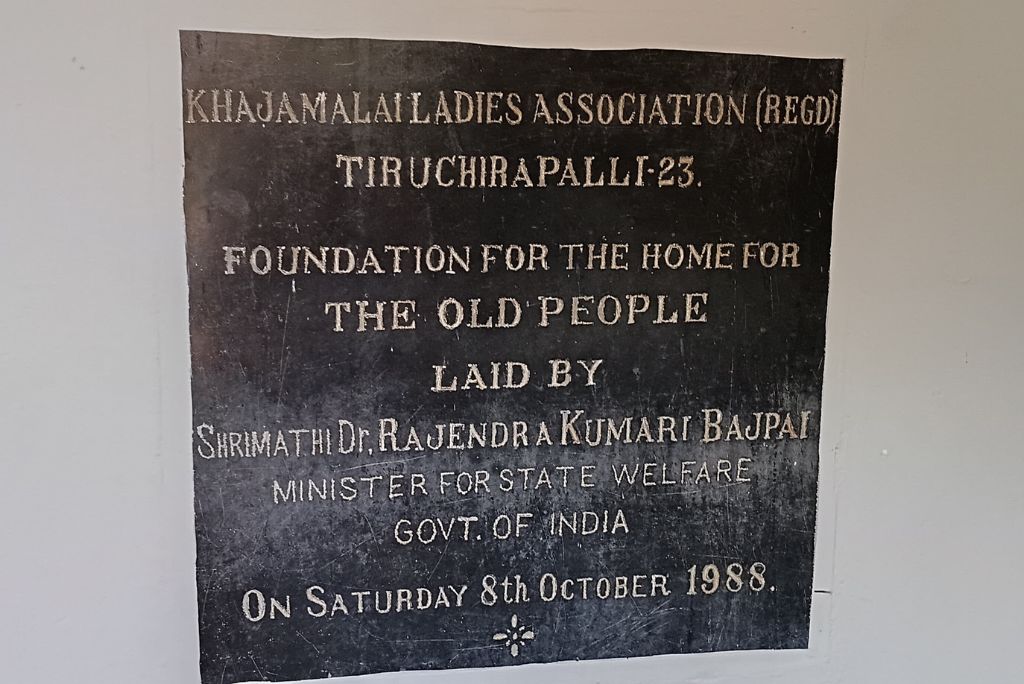 KHAJAMALAI LADIES ASSOCIATION (REGD)
TIRUCHIRAPALLI-23.
FOUNDATION FOR THE HOME FOR
THE OLD PEOPLE
LAID BY
SHRIMATHI Dr. RAJENDRA KUMARI BAJPAI
MINISTER FOR STATE WELFARE
GOVT. OF INDIA
ON SATURDAY 8th OCTOBER 1988.